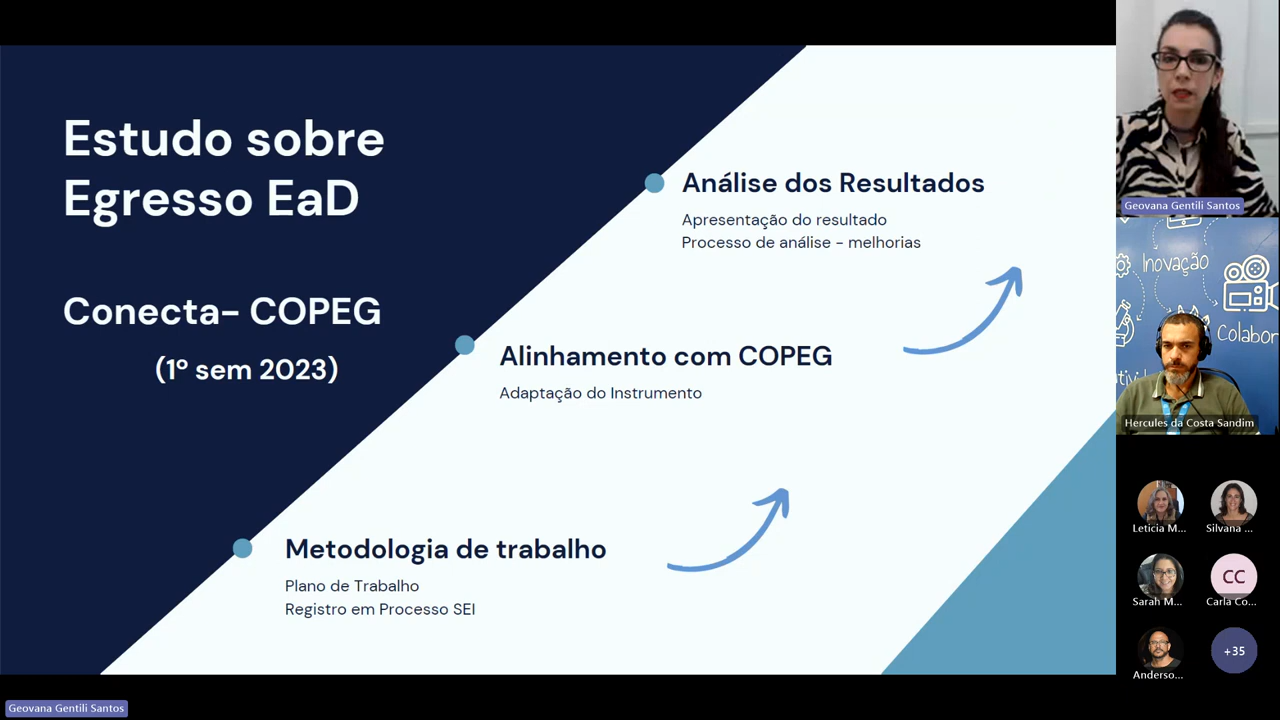 Estudo sobre
Egresso EaD
Conecta- COPEG
(1º sem 2023)
Análise dos Resultados
Apresentação do resultado
Processo de análise - melhorias
Alinhamento com COPEG
Adaptação do Instrumento
Metodologia de trabalho
Plano de Trabalho
Registro em Processo SEI
Geovana Gentili Santos
Inovação
Colabor
Hercules da Costa Sandim
Leticia M...
Silvana ...
Sarah M...
CC
Carla Co...
Anderso...
+35
Geovana Gentili Santos